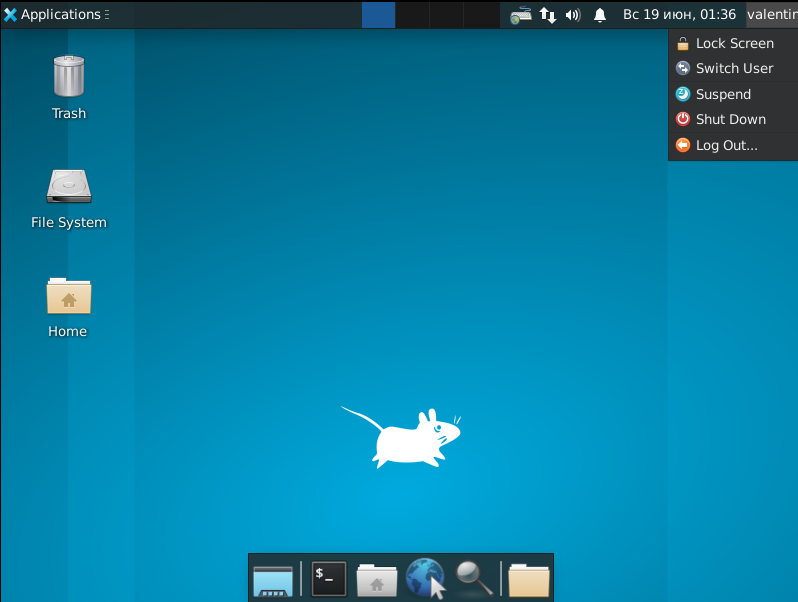 Applications
Вс 19 июн, 01:36
valentin
Lock Screen
Switch User
Suspend
Shut Down
Log Out...
Trash
File System
Home
$_